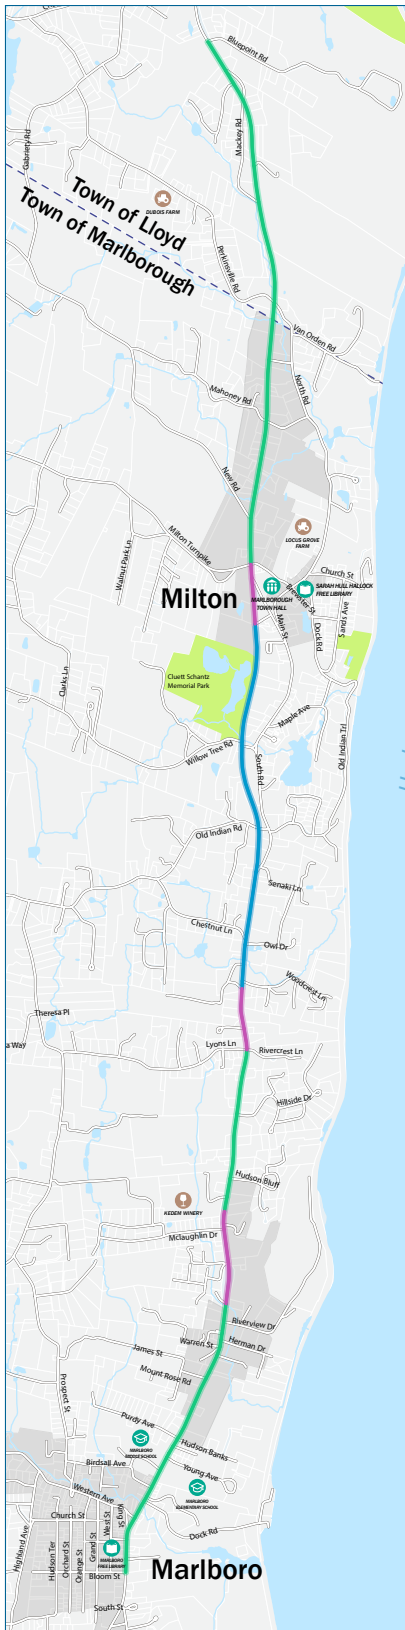 Bluepoint Rd
Mackey Rd
Gabriety Rd
Town of Lloyd
Town of Marlborough
DUBOIS FARM
Perkinsville Rd
Van Orden Rd
North Rd
Mahoney Rd
New Rd
LOCUS GROVE
FARM
Milton Turnpike
Walnut Park Ln
Church St
Milton
MARLBOROUGH
TOWN HALL
SARAH HULL HALLOCK
FREE LIBRARY
Brewster St
Main St
Dock Rd
Sands Ave
Clarks Ln
Cluett Schantz
Memorial Park
Maple Ave
Willow Tree Rd
South Rd
Old Indian Trl
Old Indian Rd
Senaki Ln
Chestnut Ln
Owl Dr
Woodcrest Ln
Theresa Pl
a Way
Lyons Ln
Rivercrest Ln
Hillside Dr
Hudson Bluff
KEDEM WINERY
Mclaughlin Dr
Riverview Dr
Warren St
Herman Dr
James St
Mount Rose Rd
Prospect St
Purdy Ave
MARLBORO
MIDDLE SCHOOL
Hudson Banks
Birdsall Ave
Young Ave
Western Ave
MARLBORO
ELEMENTARY SCHOOL
Church St
King St
West St
Grand St
Orange St
Orchard St
Hudson Ter
Highland Ave
Dock Rd
MARLBORO
FREE LIBRARY
Bloom St
Marlboro
South St